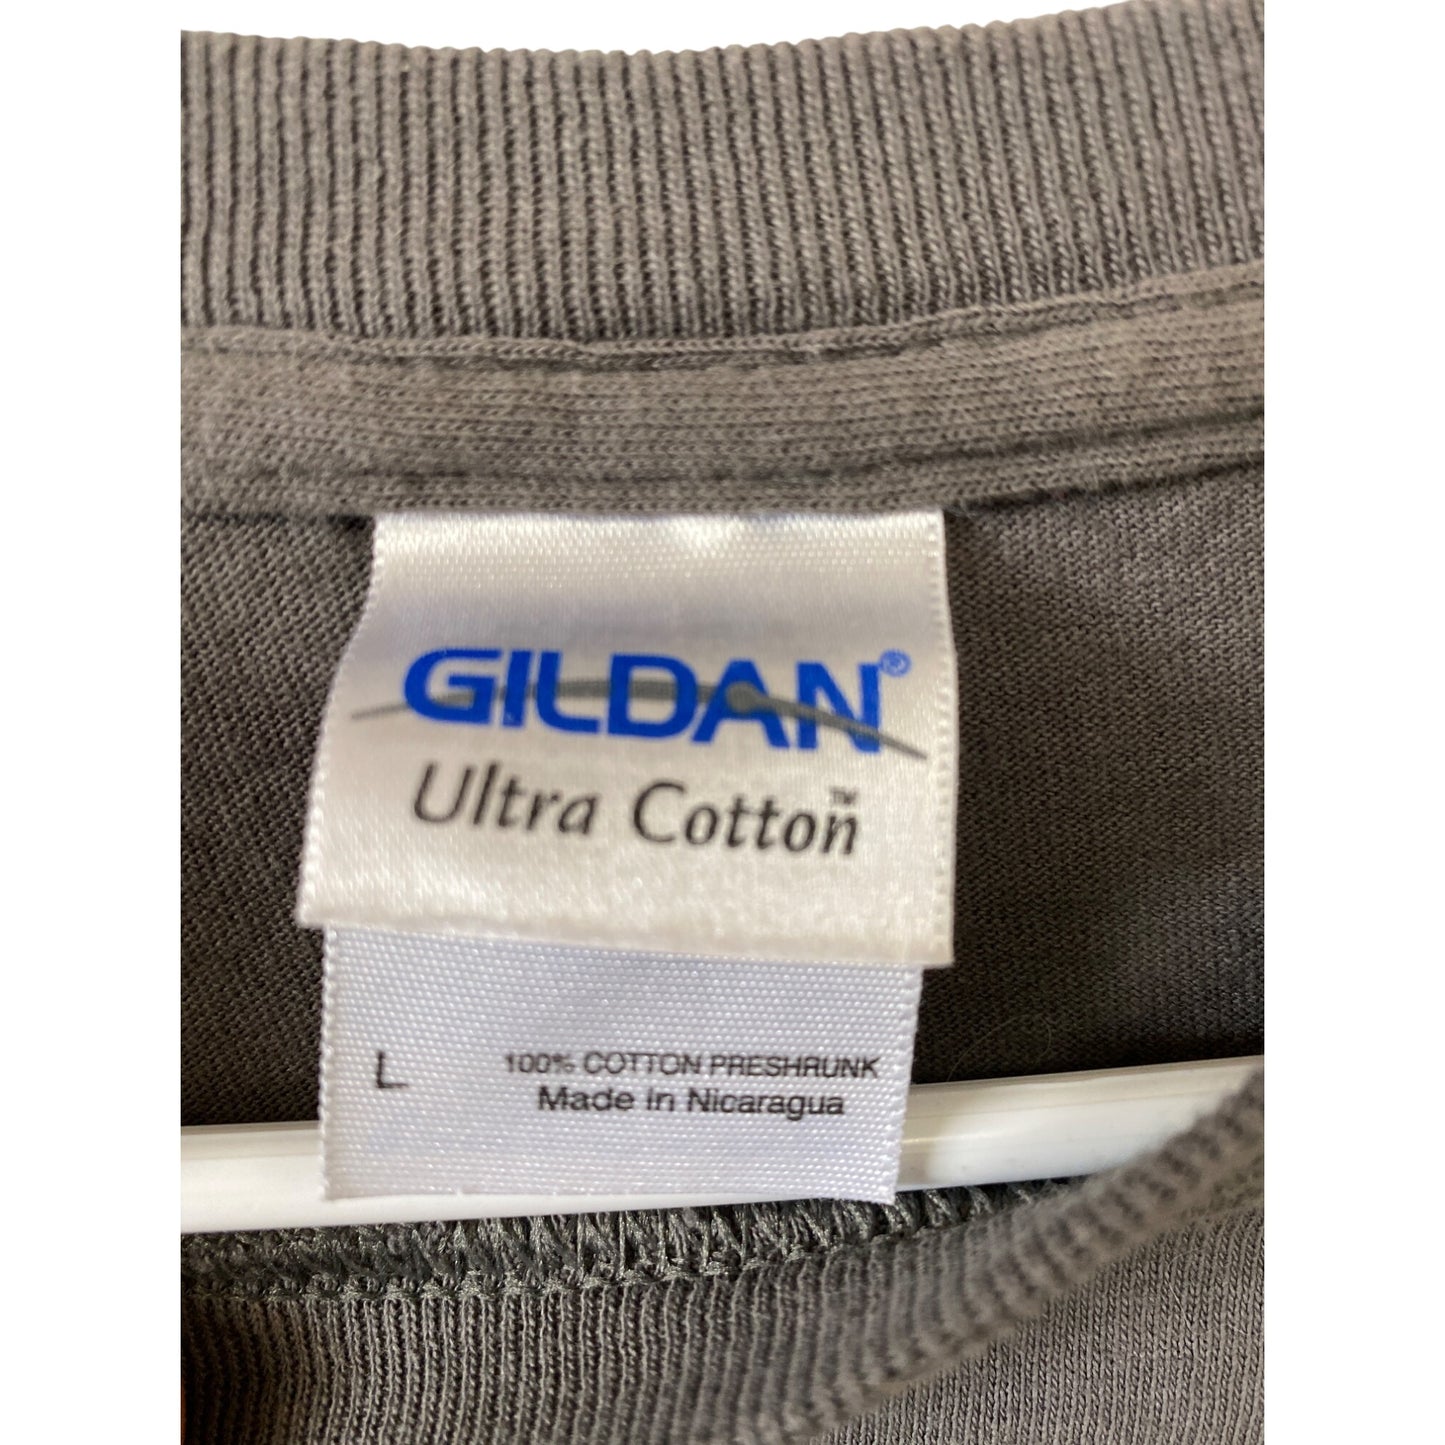 GILDAN®
Ultra Cotton™
L 100% COTTON PRESHRUNK
Made in Nicaragua